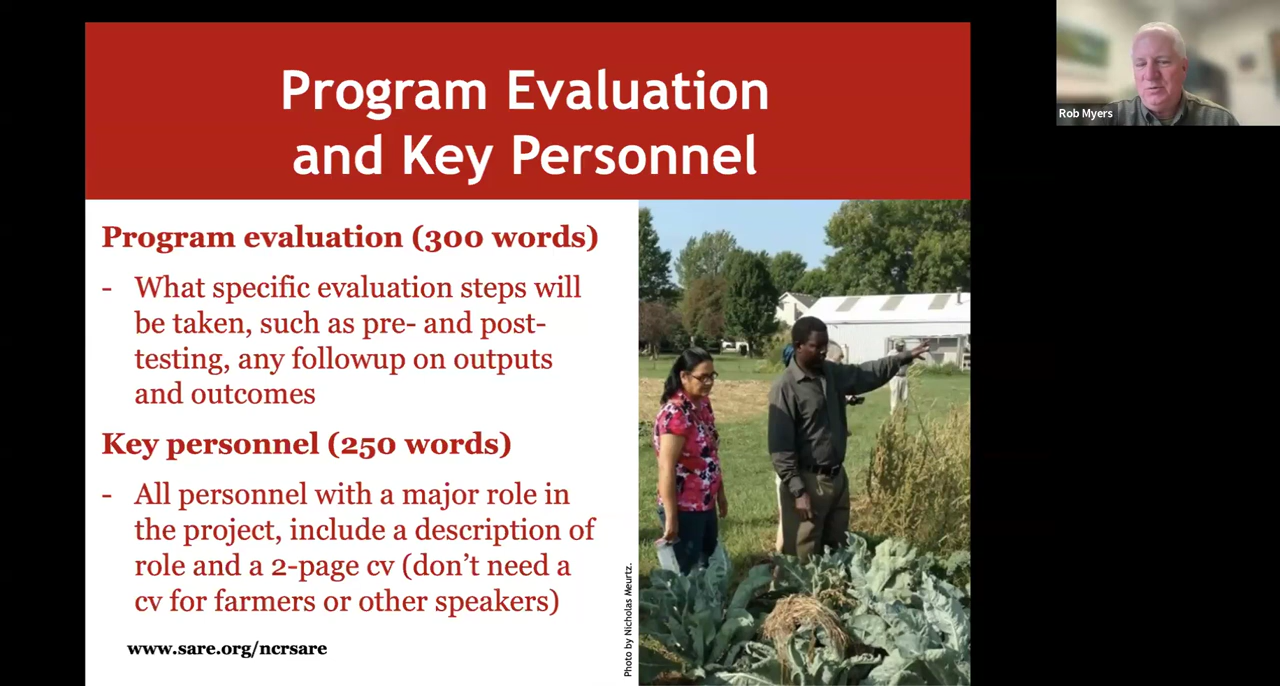 Program Evaluation
and Key Personnel
Rob Myers
Program evaluation (300 words)
- What specific evaluation steps will
be taken, such as pre- and post-
testing, any followup on outputs
and outcomes
Key personnel (250 words)
- All personnel with a major role in
the project, include a description of
role and a 2-page cv (don’t need a
cv for farmers or other speakers)
www.sare.org/ncrsare
Photo by Nicholas Meurtz.